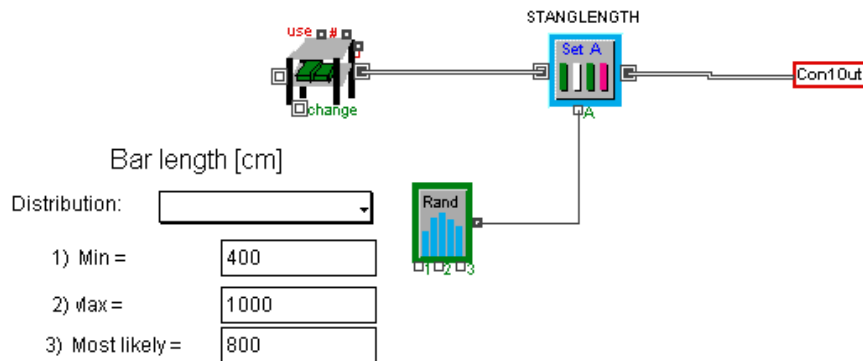 STANGLENGTH
use #
Set A
Con1Out
change
A
Bar length [cm]
Distribution:
Rand
1) Min = 400
1 2 3
2) Max = 1000
3) Most likely = 800